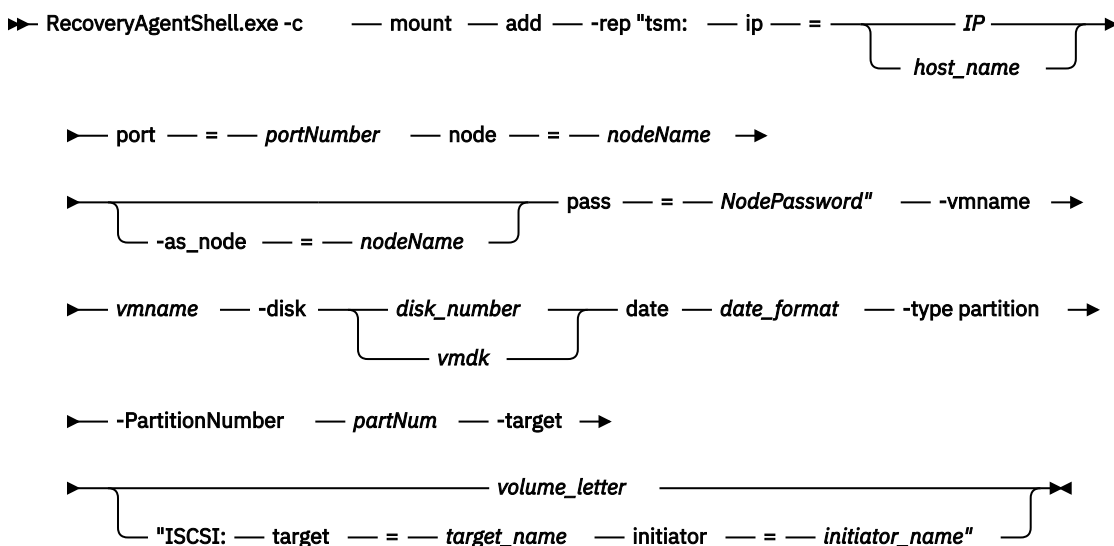 RecoveryAgentShell.exe -c mount add -rep "tsm: ip = IP
host_name
port = portNumber node = nodeName
pass = NodePassword" -vmname
-as_node = nodeName
vmname -disk disk_number date date_format -type partition
vmdk
-PartitionNumber partNum -target
volume_letter
"ISCSI: target = target_name initiator = initiator_name"